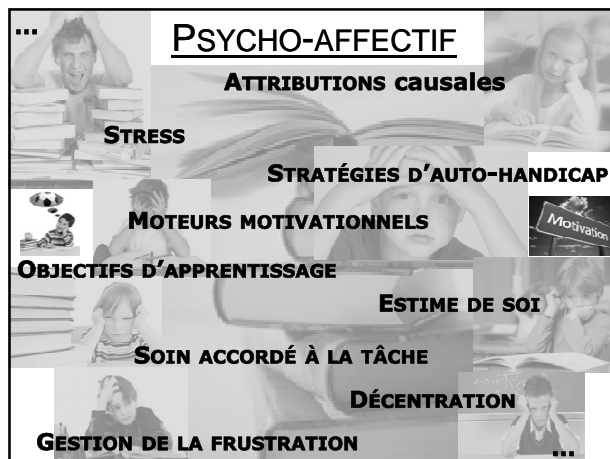 ...
PSYCHO-AFFECTIF
ATTRIBUTIONS causales
STRESS
STRATÉGIES D'AUTO-HANDICAP
MOTEURS MOTIVATIONNELS
Motivation
OBJECTIFS D'APPRENTISSAGE
ESTIME DE SOI
SOIN ACCORDÉ À LA TÂCHE
DÉCENTRATION
GESTION DE LA FRUSTRATION
...